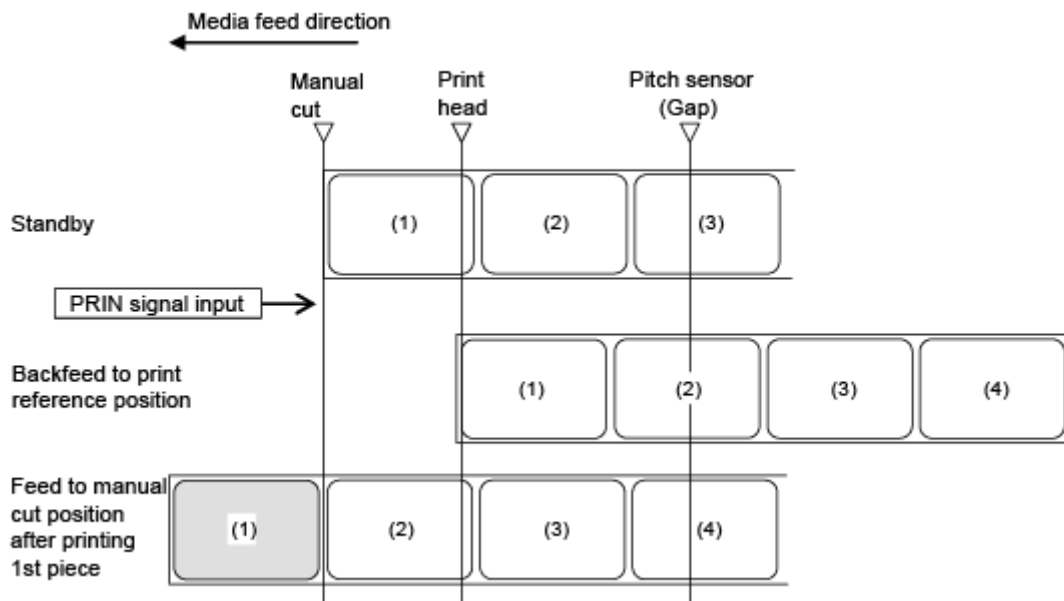 Media feed direction
Manual
cut
Print
head
Pitch sensor
(Gap)
Standby
(1)
(2)
(3)
PRIN signal input
Backfeed to print
reference position
(1)
(2)
(3)
(4)
Feed to manual
cut position
after printing
1st piece
(1)
(2)
(3)
(4)